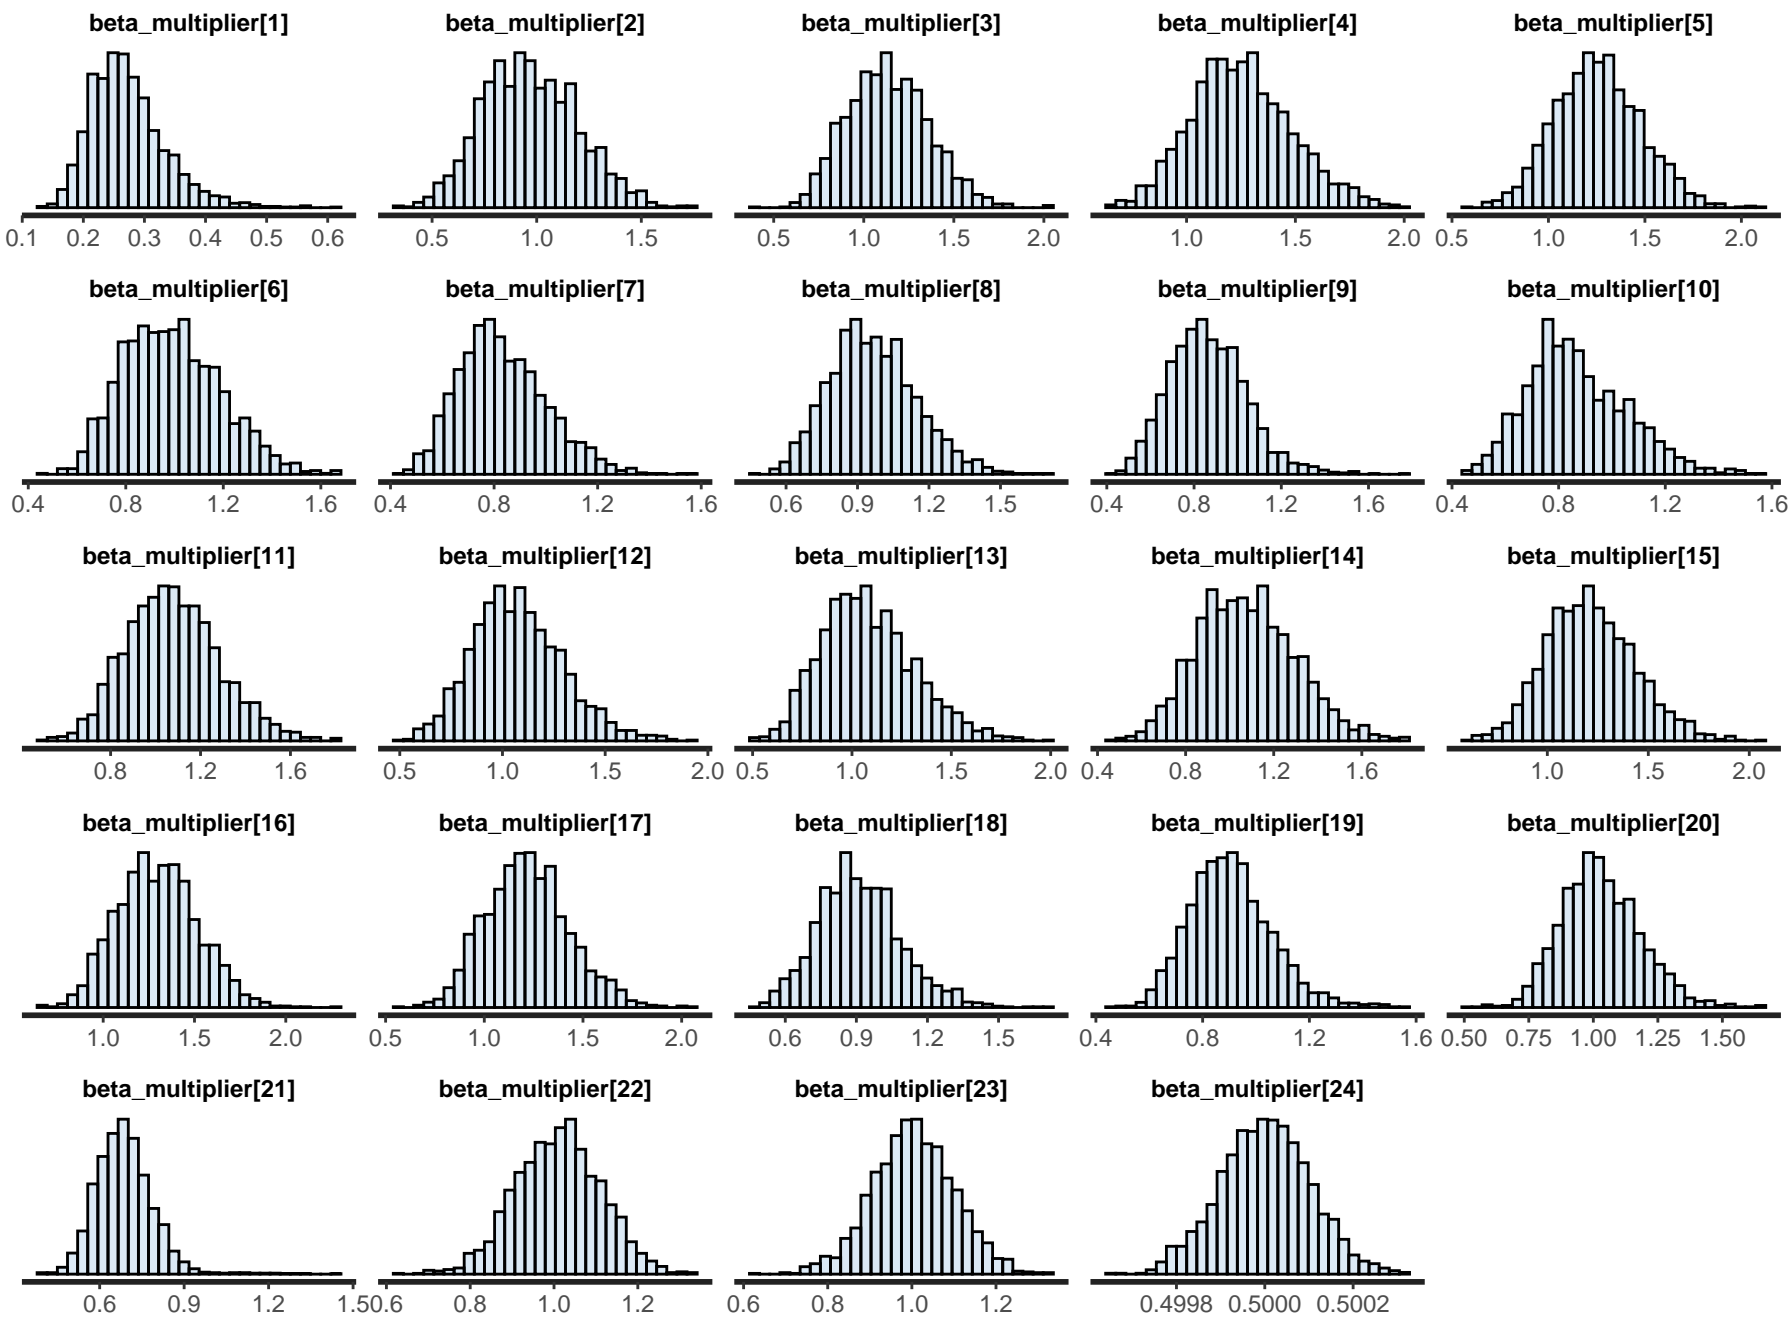 beta_multiplier[1] beta_multiplier[2] beta_multiplier[3] beta_multiplier[4] beta_multiplier[5]
0.1 0.2 0.3 0.4 0.5 0.6 0.5 1.0 1.5 0.5 1.0 1.5 2.0 1.0 1.5 2.0 0.5 1.0 1.5 2.0
beta_multiplier[6] beta_multiplier[7] beta_multiplier[8] beta_multiplier[9] beta_multiplier[10]
0.4 0.8 1.2 1.6 0.4 0.8 1.2 1.6 0.6 0.9 1.2 1.5 0.4 0.8 1.2 1.6 0.4 0.8 1.2 1.6
beta_multiplier[11] beta_multiplier[12] beta_multiplier[13] beta_multiplier[14] beta_multiplier[15]
0.8 1.2 1.6 0.5 1.0 1.5 2.0 0.5 1.0 1.5 2.0 0.4 0.8 1.2 1.6 1.0 1.5 2.0
beta_multiplier[16] beta_multiplier[17] beta_multiplier[18] beta_multiplier[19] beta_multiplier[20]
1.0 1.5 2.0 0.5 1.0 1.5 2.0 0.6 0.9 1.2 1.5 0.4 0.8 1.2 1.6 0.50 0.75 1.00 1.25 1.50
beta_multiplier[21] beta_multiplier[22] beta_multiplier[23] beta_multiplier[24]
0.6 0.9 1.2 1.5 0.6 0.8 1.0 1.2 0.6 0.8 1.0 1.2 0.4998 0.5000 0.5002